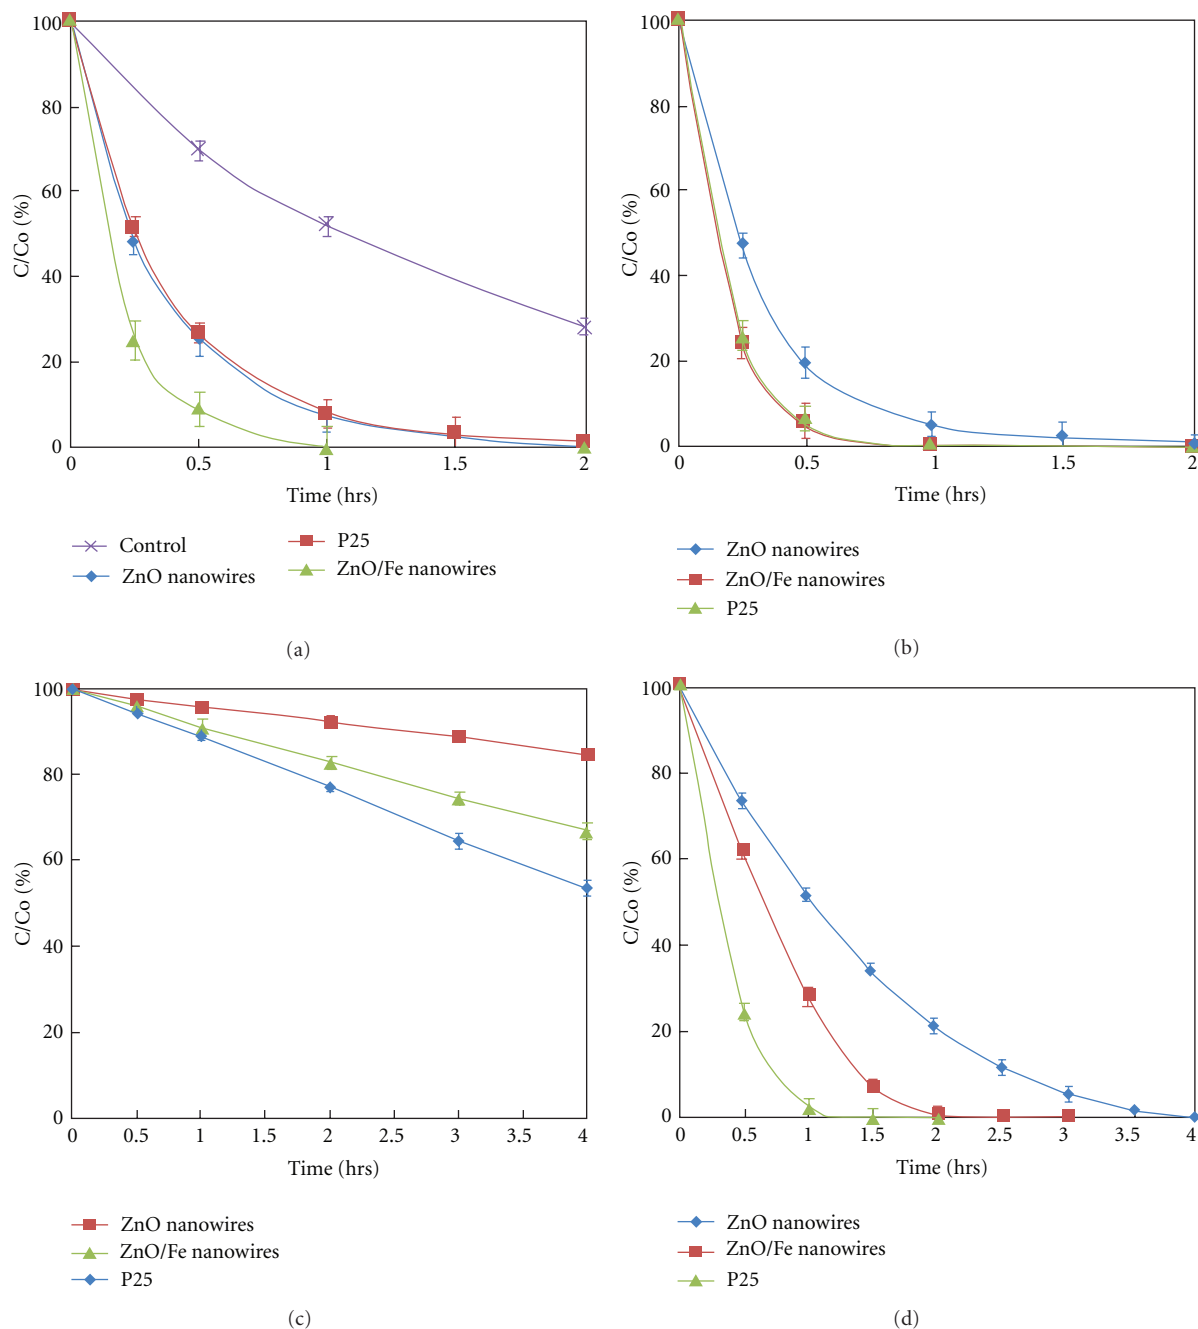 100
80
60
40
20
0
C/Co (%)
0 0.5 1 1.5 2
Time (hrs)
Control
P25
ZnO nanowires
ZnO/Fe nanowires
(a)
100
80
60
40
20
0
C/Co (%)
0 0.5 1 1.5 2
Time (hrs)
ZnO nanowires
ZnO/Fe nanowires
P25
(b)
100
80
60
40
20
0
C/Co (%)
0 0.5 1 1.5 2 2.5 3 3.5 4
Time (hrs)
ZnO nanowires
ZnO/Fe nanowires
P25
(c)
100
80
60
40
20
0
C/Co (%)
0 0.5 1 1.5 2 2.5 3 3.5 4
Time (hrs)
ZnO nanowires
ZnO/Fe nanowires
P25
(d)